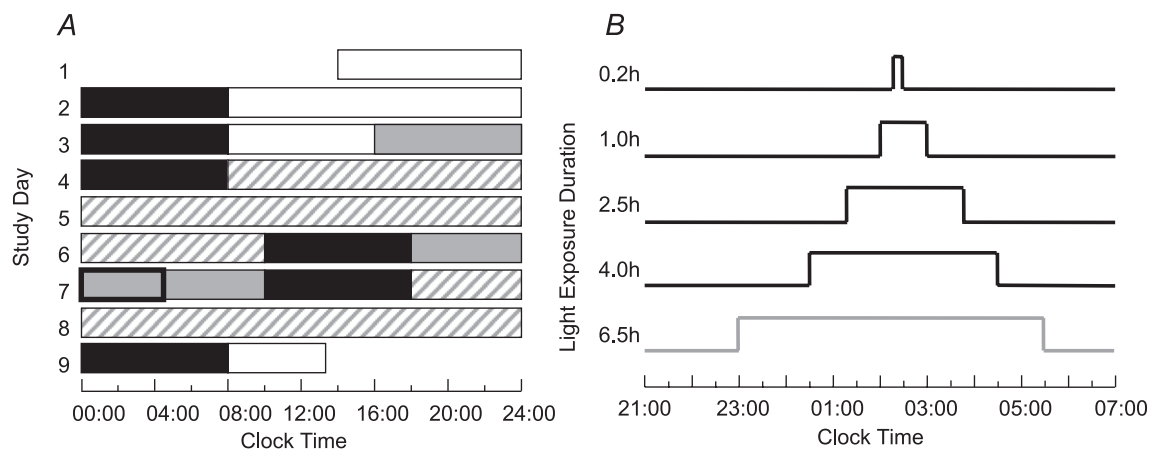 A
Study Day
1
2
3
4
5
6
7
8
9
00:00 04:00 08:00 12:00 16:00 20:00 24:00
Clock Time
B
Light Exposure Duration
0.2h
1.0h
2.5h
4.0h
6.5h
21:00 23:00 01:00 03:00 05:00 07:00
Clock Time